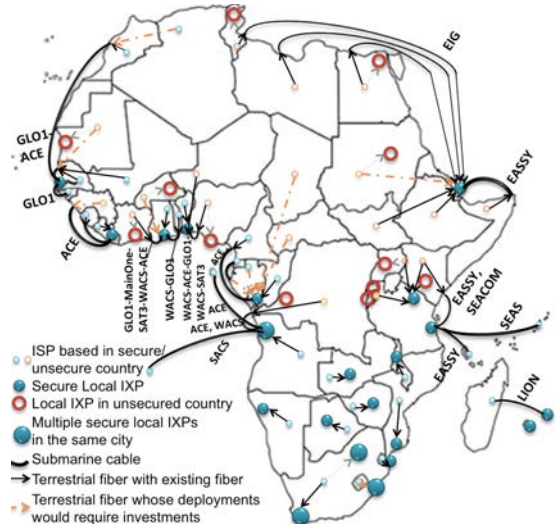 EIG
GLO1-
ACE
GLO1
ACE
GLO1-MainOne-
SAT3-WACS-ACE
WACS-GLO1
WACS-ACE-GLO1
WACS-SAT3
ACE
ACE
ACE, WACS
SACS
EASSY
EASSY,
SEACOM
SEAS
EASSY
LION
ISP based in secure/
unsecure country
Secure Local IXP
Local IXP in unsecured country
Multiple secure local IXPs
in the same city
Submarine cable
Terrestrial fiber with existing fiber
Terrestrial fiber whose deployments
would require investments